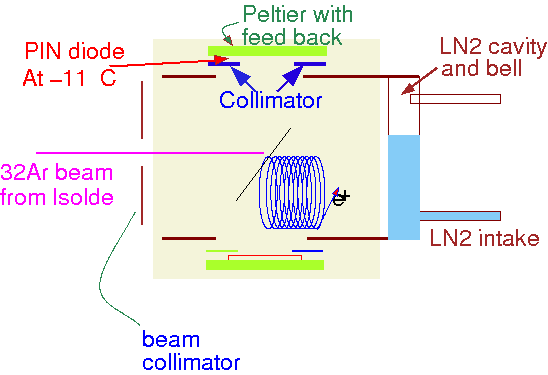 Peltier with
feed back
PIN diode
At −11 C
Collimator
LN2 cavity
and bell
32Ar beam
from Isolde
LN2 intake
beam
collimator